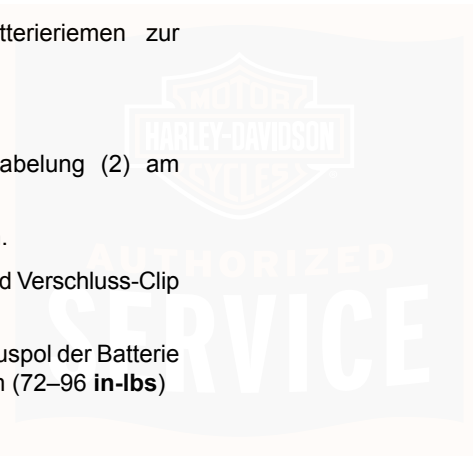 tterieriemen zur
abelung (2) am
.
d Verschluss-Clip
uspol der Batterie
n (72–96 in-lbs)
MOTOR
HARLEY-DAVIDSON
CYCLES
AUTHORIZED
SERVICE